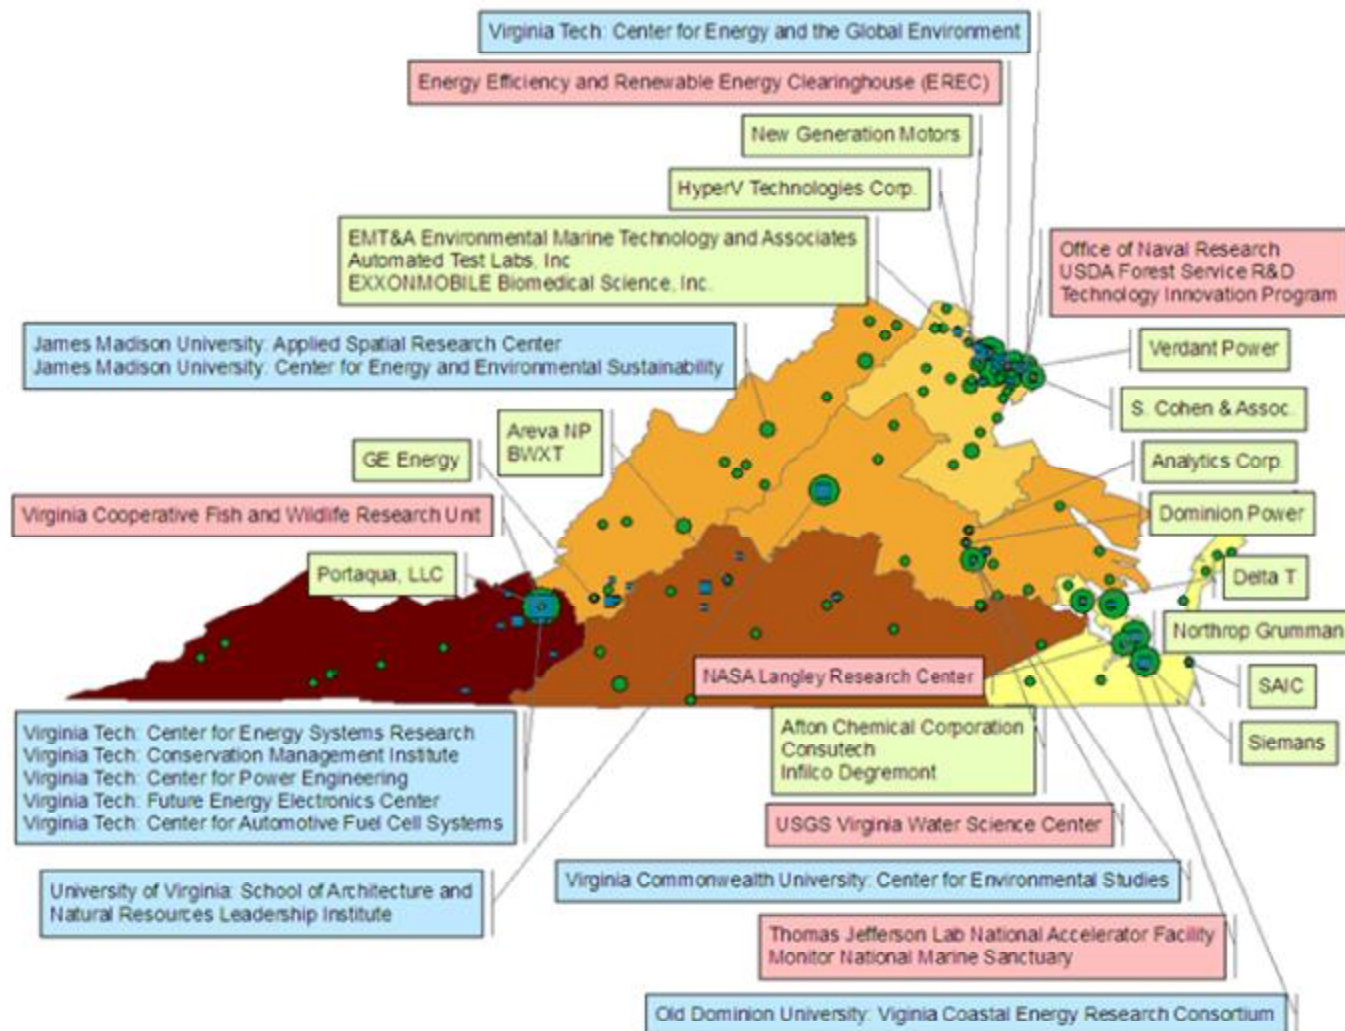 Virginia Tech: Center for Energy and the Global Environment
Energy Efficiency and Renewable Energy Clearinghouse (EREC)
New Generation Motors
HyperV Technologies Corp.
EMT&A Environmental Marine Technology and Associates
Automated Test Labs, Inc
EXXONMOBILE Biomedical Science, Inc.
Office of Naval Research
USDA Forest Service R&D
Technology Innovation Program
James Madison University: Applied Spatial Research Center
James Madison University: Center for Energy and Environmental Sustainability
Verdant Power
S. Cohen & Assoc.
Areva NP
BWXT
GE Energy
Analytics Corp.
Virginia Cooperative Fish and Wildlife Research Unit
Dominion Power
Portaqua, LLC
Delta T
Northrop Grumman
NASA Langley Research Center
SAIC
Siemans
Virginia Tech: Center for Energy Systems Research
Virginia Tech: Conservation Management Institute
Virginia Tech: Center for Power Engineering
Virginia Tech: Future Energy Electronics Center
Virginia Tech: Center for Automotive Fuel Cell Systems
Afton Chemical Corporation
Consutech
Infilco Degremont
USGS Virginia Water Science Center
University of Virginia: School of Architecture and
Natural Resources Leadership Institute
Virginia Commonwealth University: Center for Environmental Studies
Thomas Jefferson Lab National Accelerator Facility
Monitor National Marine Sanctuary
Old Dominion University: Viginia Coastal Energy Research Consortium